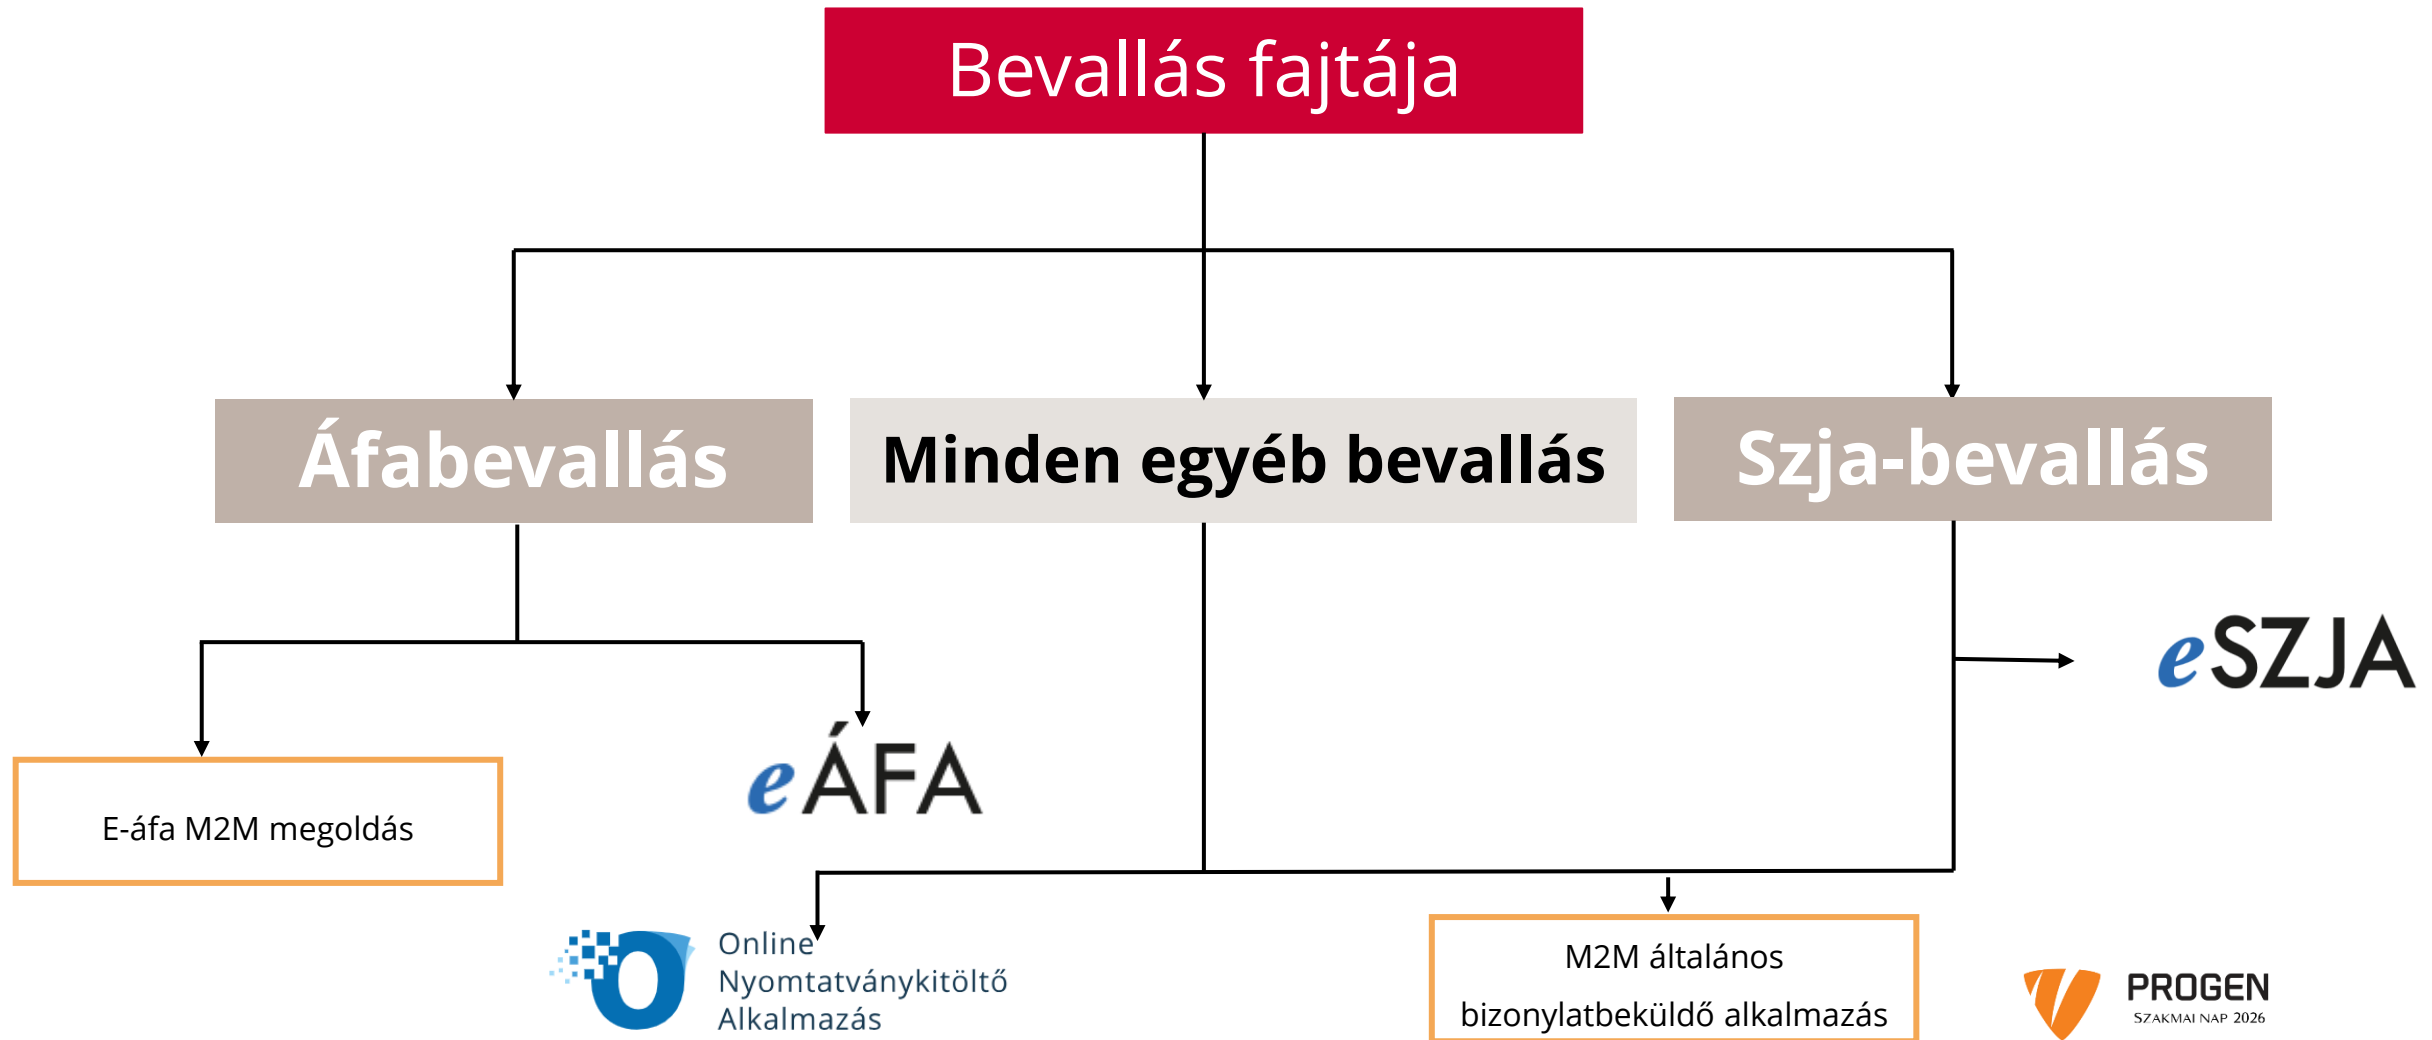 Bevallás fajtája
Áfabevallás
Minden egyéb bevallás
Szja-bevallás
eSZJA
eÁFA
E-áfa M2M megoldás
Online
Nyomtatványkitöltő
Alkalmazás
M2M általános
bizonylatbeküldő alkalmazás
PROGEN
SZAKMAI NAP 2026